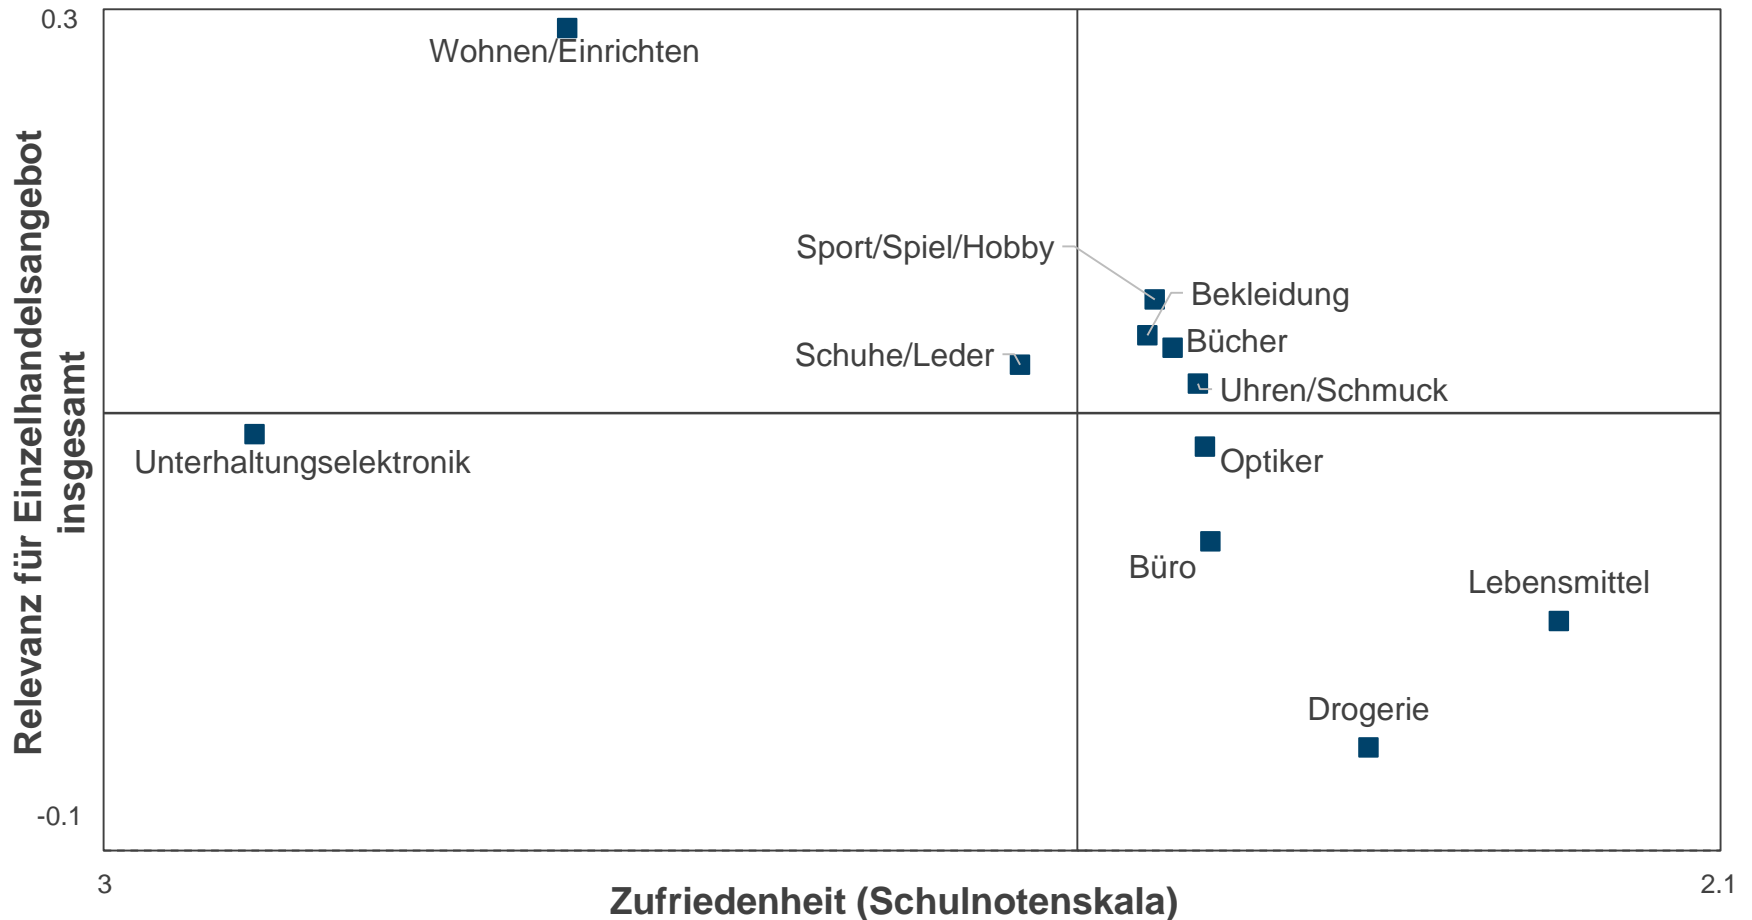 0.3
Wohnen/Einrichten
Relevanz für Einzelhandelsangebot
insgesamt
Sport/Spiel/Hobby
Bekleidung
Bücher
Schuhe/Leder
Uhren/Schmuck
Unterhaltungselektronik
Optiker
Büro
Lebensmittel
Drogerie
-0.1
3
2.1
Zufriedenheit (Schulnotenskala)